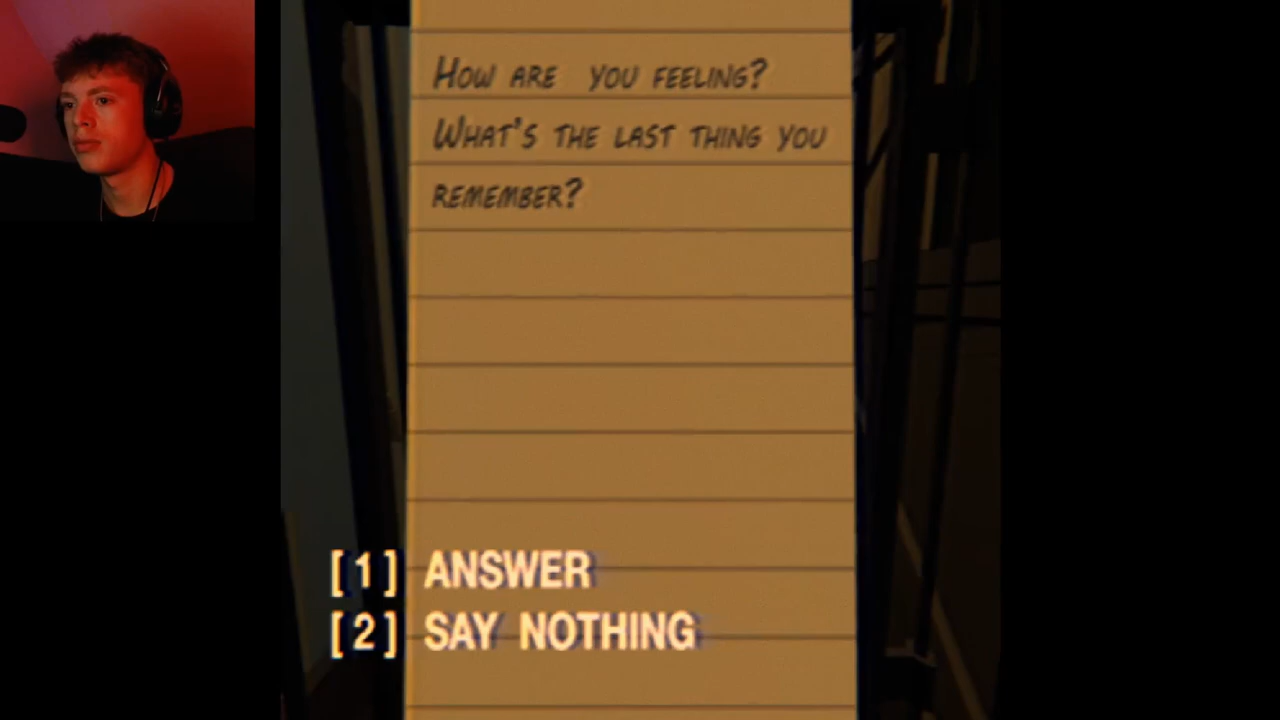 How are you feeling?
What's the last thing you
remember?
[1] ANSWER
[2] SAY NOTHING